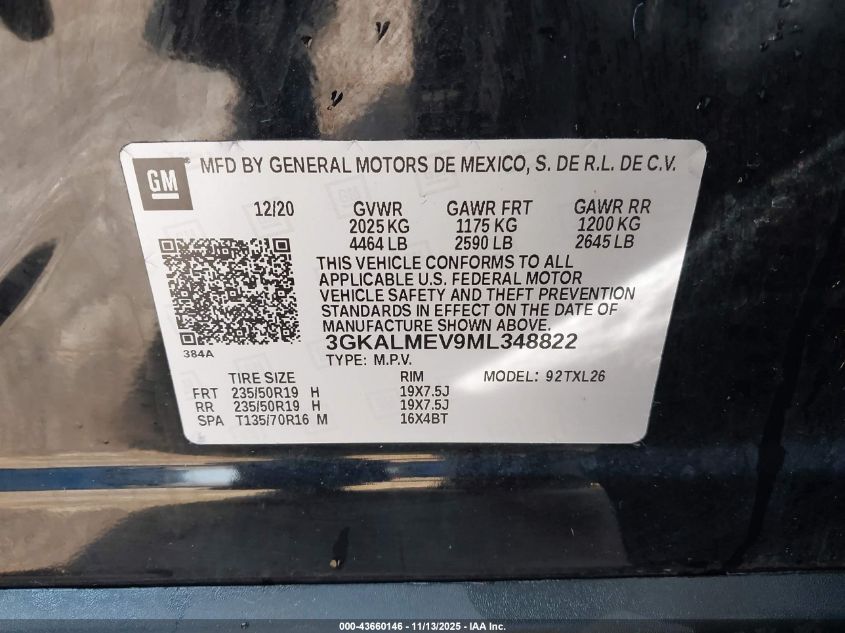 GM
MFD BY GENERAL MOTORS DE MEXICO, S. DE R.L. DE C.V.
12/20 GVWR GAWR FRT GAWR RR
2025 KG 1175 KG 1200 KG
4464 LB 2590 LB 2645 LB
THIS VEHICLE CONFORMS TO ALL
APPLICABLE U.S. FEDERAL MOTOR
VEHICLE SAFETY AND THEFT PREVENTION
STANDARDS IN EFFECT ON THE DATE OF
MANUFACTURE SHOWN ABOVE.
384A
3GKALMEV9ML348822
TYPE: M.P.V.
TIRE SIZE RIM MODEL: 92TXL26
FRT 235/50R19 H 19X7.5J
RR 235/50R19 H 19X7.5J
SPA T135/70R16 M 16X4BT
000-43660146 - 11/13/2025 - IAA Inc.